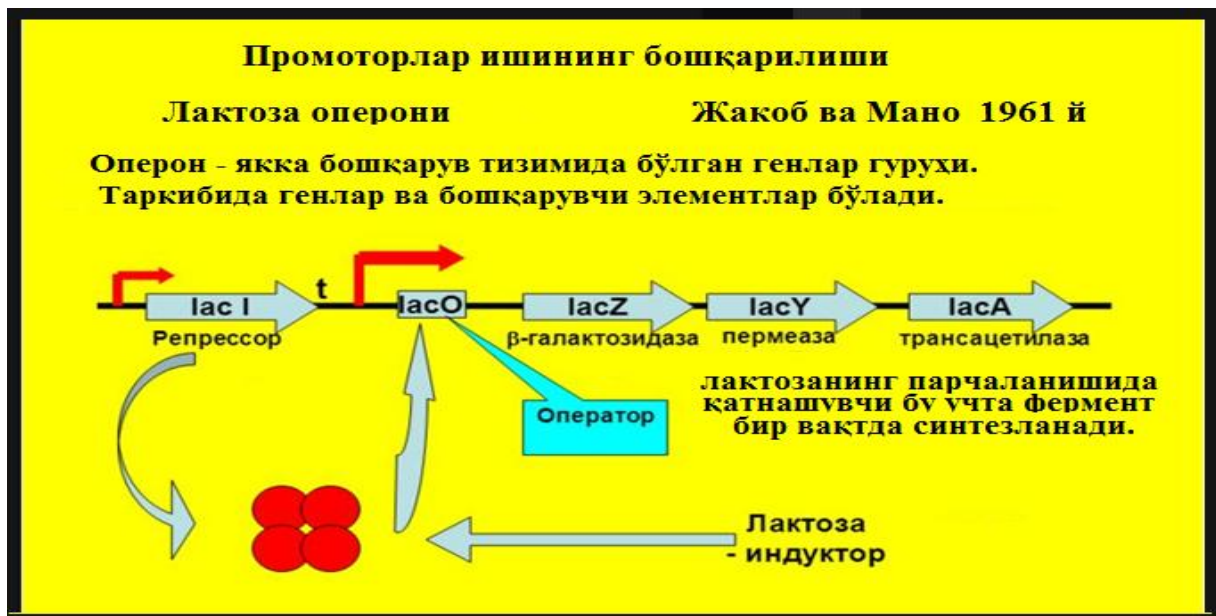 Промоторлар ишининг бошқарилиши
Лактоза оперони Жакоб ва Мано 1961 й
Оперон - якка бошқарув тизимида бўлган генлар гуруҳи.
Таркибида генлар ва бошқарувчи элементлар бўлади.
t
lac I lacO lacZ lacY lacA
Репрессор β-галактозидаза пермеаза трансацетилаза
Оператор
лактозанинг парчаланишида
қатнашувчи бу учта фермент
бир вақтда синтезланади.
Лактоза
- индуктор